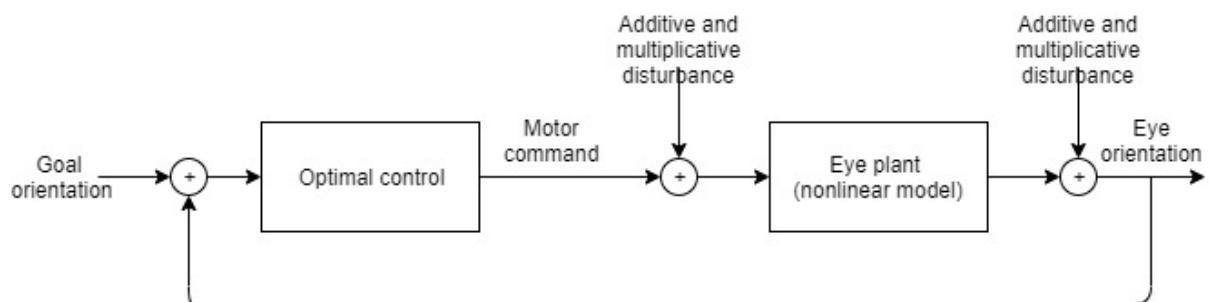 Additive and
multiplicative
disturbance
Additive and
multiplicative
disturbance
Goal
orientation
+
Optimal control
Motor
command
+
Eye plant
(nonlinear model)
+
Eye
orientation